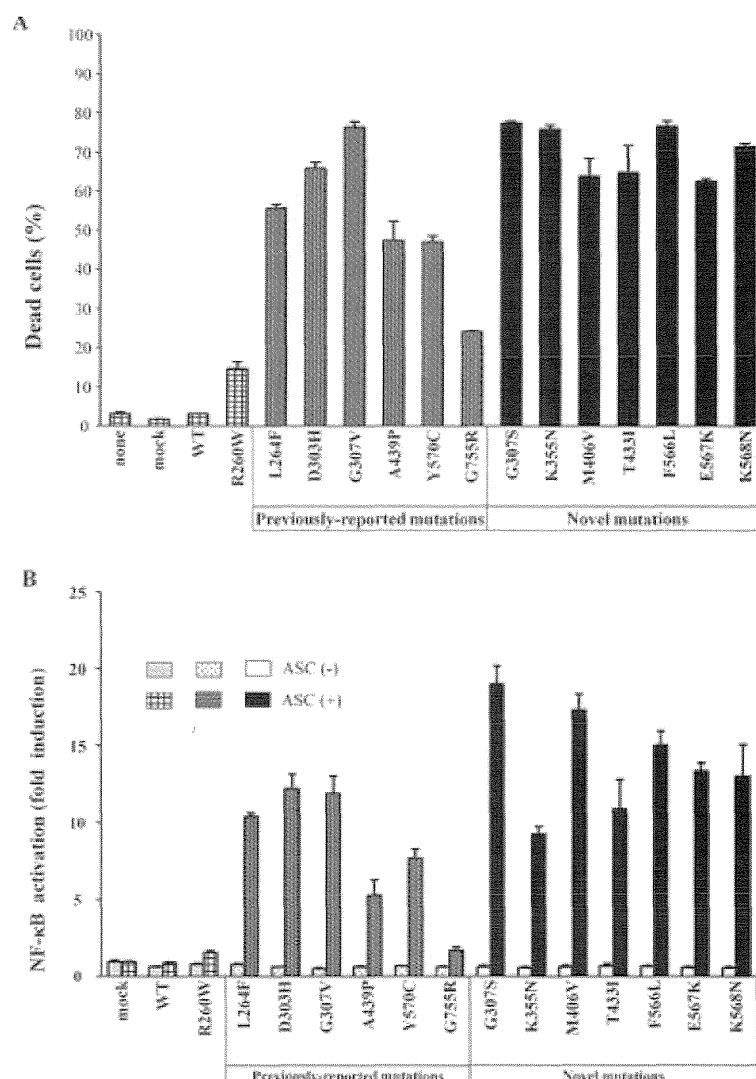 A
100
90
80
70
60
50
40
30
20
10
0
Dead cells (%)
none
mock
WT
R260W
L264F
D303H
G307V
A439P
Y570C
G755R
G307S
K355N
M406V
T433I
F566L
E567K
K568N
Previously-reported mutations
Novel mutations
B
25
20
15
10
5
0
NF-κB activation (fold induction)
ASC (-)
ASC (+)
mock
WT
R260W
L264F
D303H
G307V
A439P
Y570C
G755R
G307S
K355N
M406V
T433I
F566L
E567K
K568N
Previously-reported mutations
Novel mutations